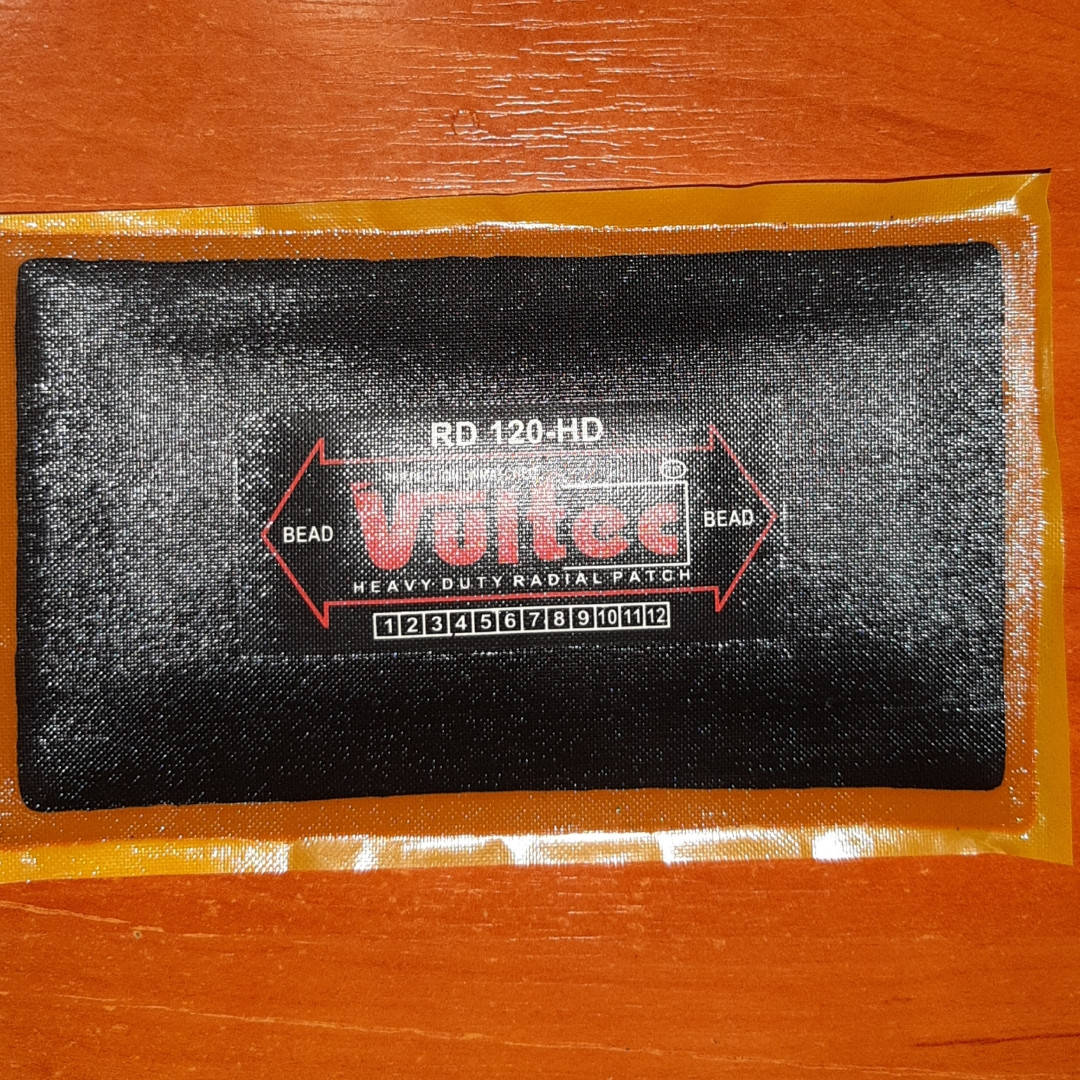 RD 120-HD
BEAD
Vültec
BEAD
HEAVY DUTY RADIAL PATCH
1 2 3 4 5 6 7 8 9 10 11 12